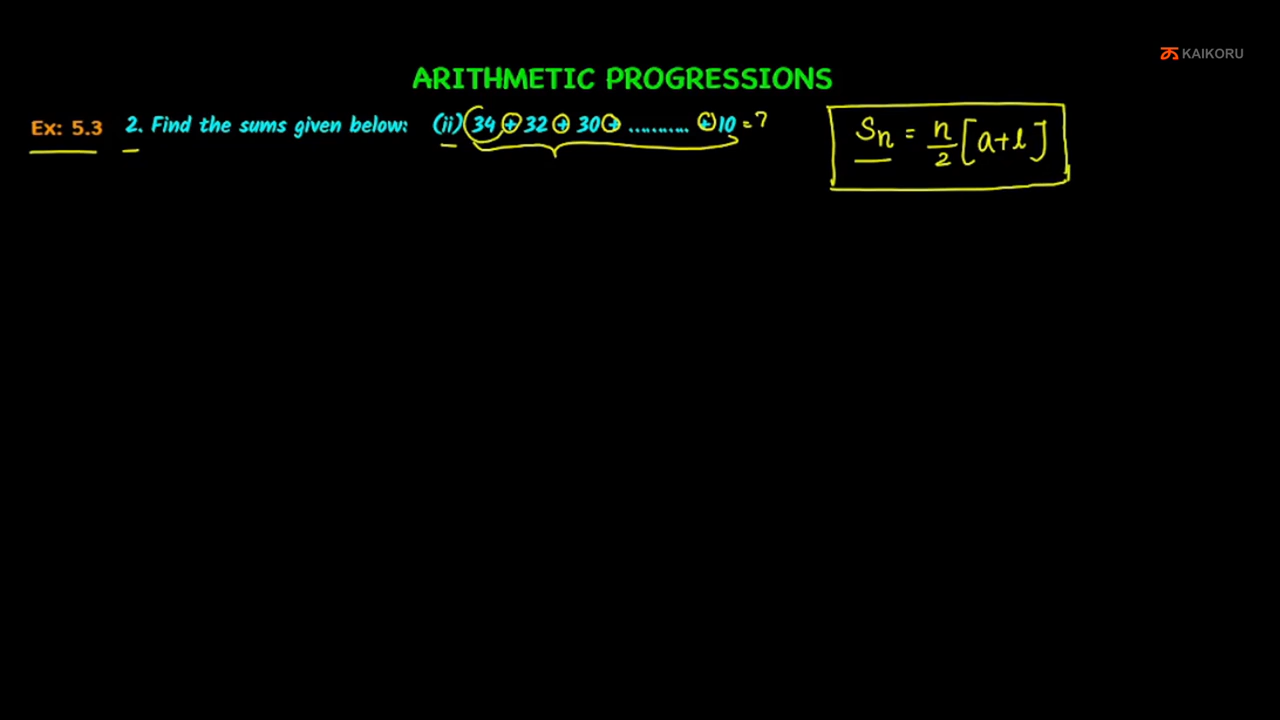 KAIKORU
ARITHMETIC PROGRESSIONS
Ex: 5.3 2. Find the sums given below: (ii) 34 + 32 + 30 + ........... + 10 = ?
Sn = n/2 [a+l]